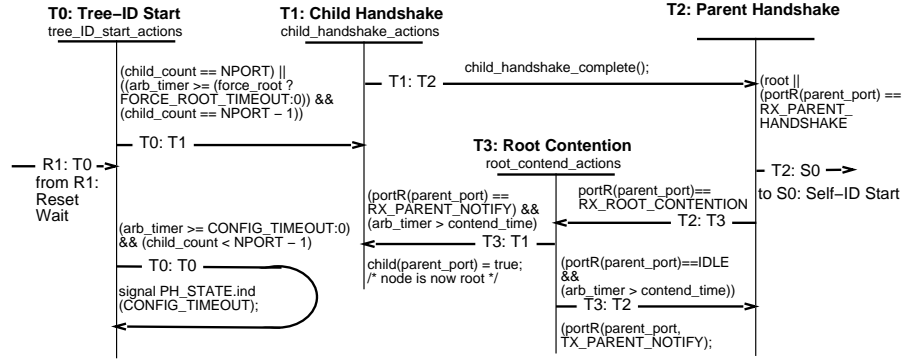 T0: Tree–ID Start
tree_ID_start_actions
T1: Child Handshake
child_handshake_actions
T2: Parent Handshake
(child_count == NPORT) ||
((arb_timer >= (force_root ?
FORCE_ROOT_TIMEOUT:0)) &&
(child_count == NPORT – 1))
T0: T1
child_handshake_complete();
T1: T2
(root ||
(portR(parent_port) ==
RX_PARENT_
HANDSHAKE
T3: Root Contention
root_contend_actions
R1: T0
from R1:
Reset
Wait
T2: S0
to S0: Self-ID Start
(portR(parent_port) ==
RX_PARENT_NOTIFY) &&
(arb_timer > contend_time)
T3: T1
child(parent_port) = true;
/* node is now root */
portR(parent_port)==
RX_ROOT_CONTENTION
T2: T3
(arb_timer >= CONFIG_TIMEOUT:0)
&& (child_count < NPORT – 1)
T0: T0
signal PH_STATE.ind
(CONFIG_TIMEOUT);
(portR(parent_port)==IDLE
&&
(arb_timer > contend_time))
T3: T2
(portR(parent_port,
TX_PARENT_NOTIFY);